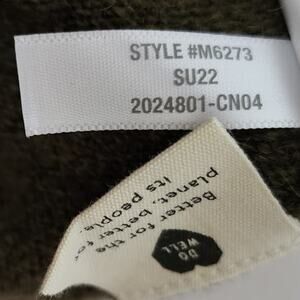 STYLE #M6273
SU22
2024801-CN04
Better for the
planet, better for
its people.
DO
WELL